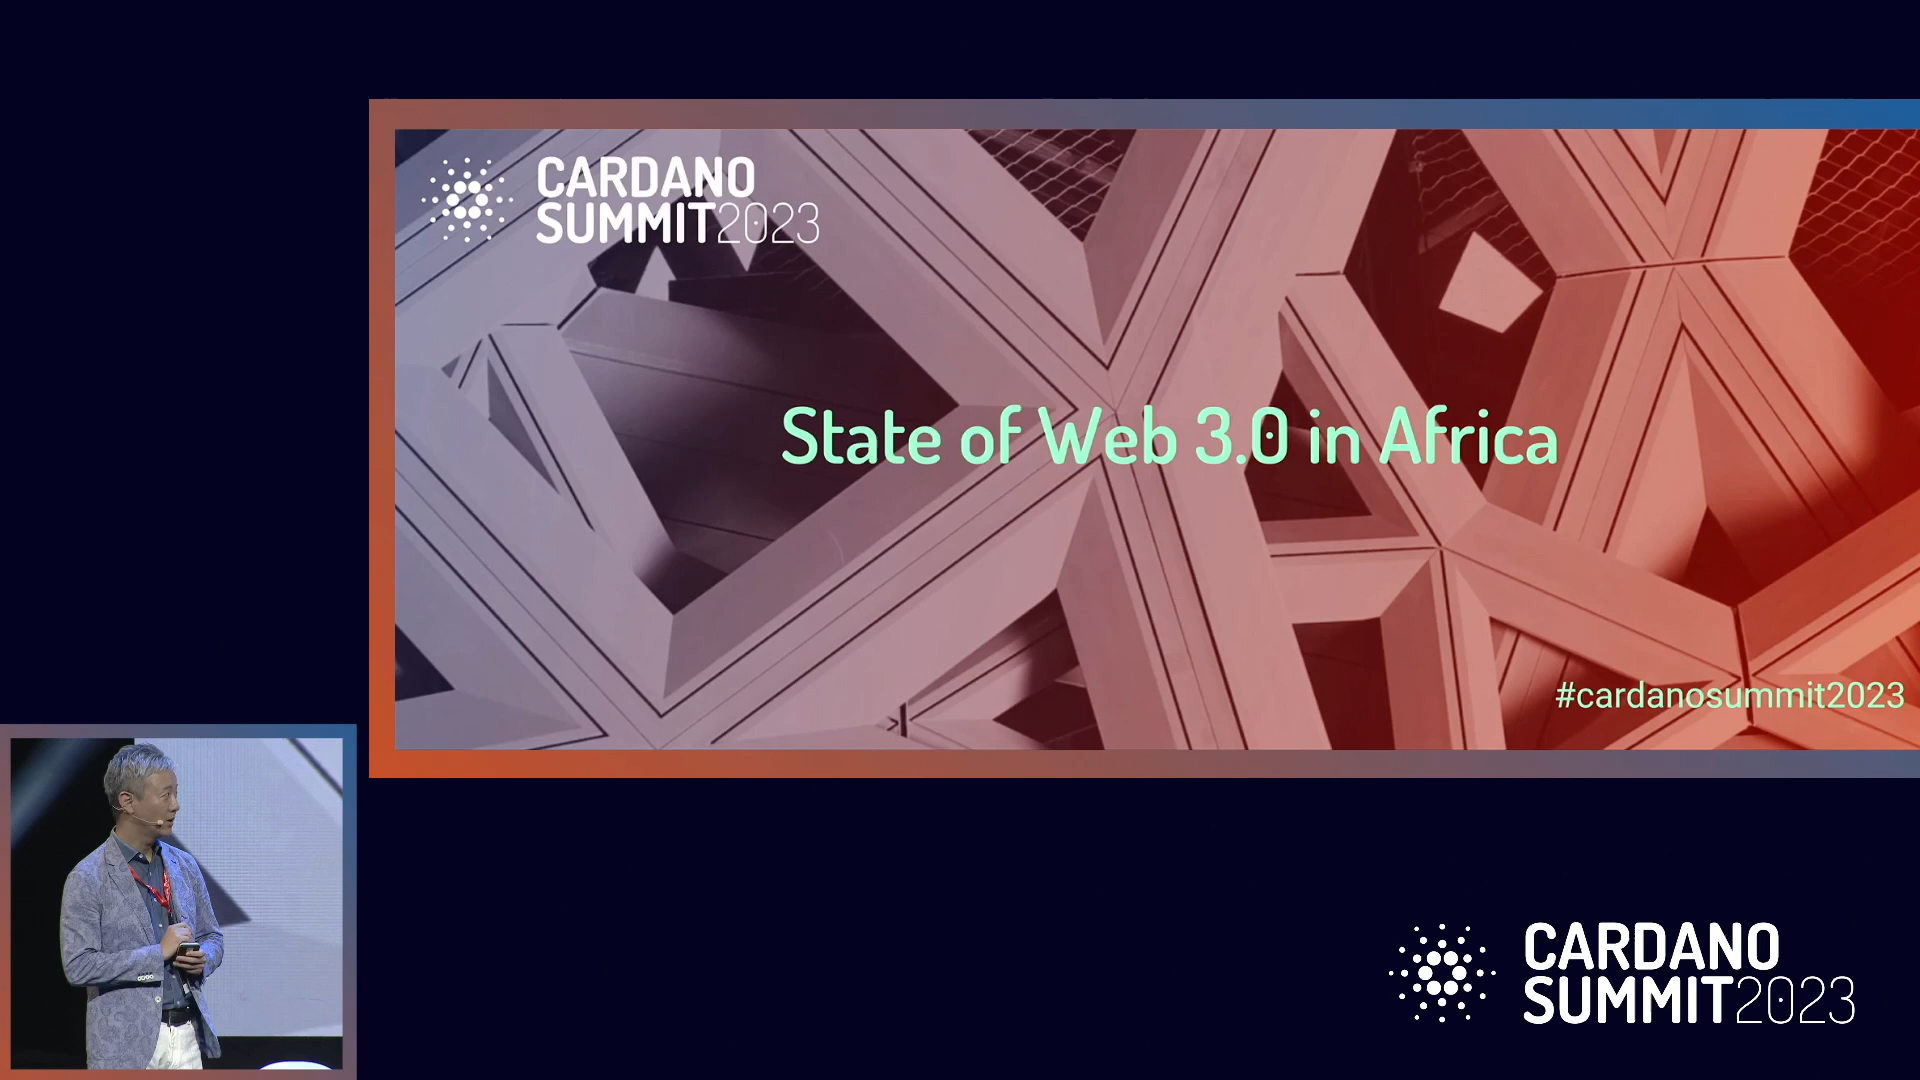 CARDANO
SUMMIT2023
State of Web 3.0 in Africa
#cardanosummit2023
CARDANO
SUMMIT2023